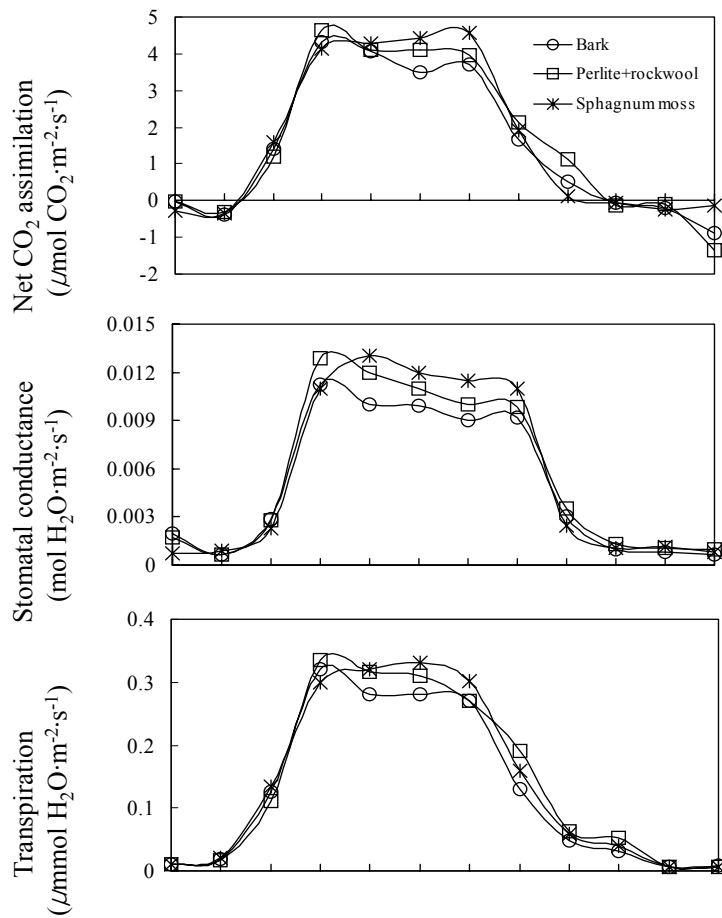 5
4
3
2
1
0
-1
-2
Net CO₂ assimilation
(μmol CO₂·m⁻²·s⁻¹)
Bark
Perlite+rockwool
Sphagnum moss
0.015
0.012
0.009
0.006
0.003
0
Stomatal conductance
(mol H₂O·m⁻²·s⁻¹)
0.4
0.3
0.2
0.1
0
Transpiration
(μmmol H₂O·m⁻²·s⁻¹)